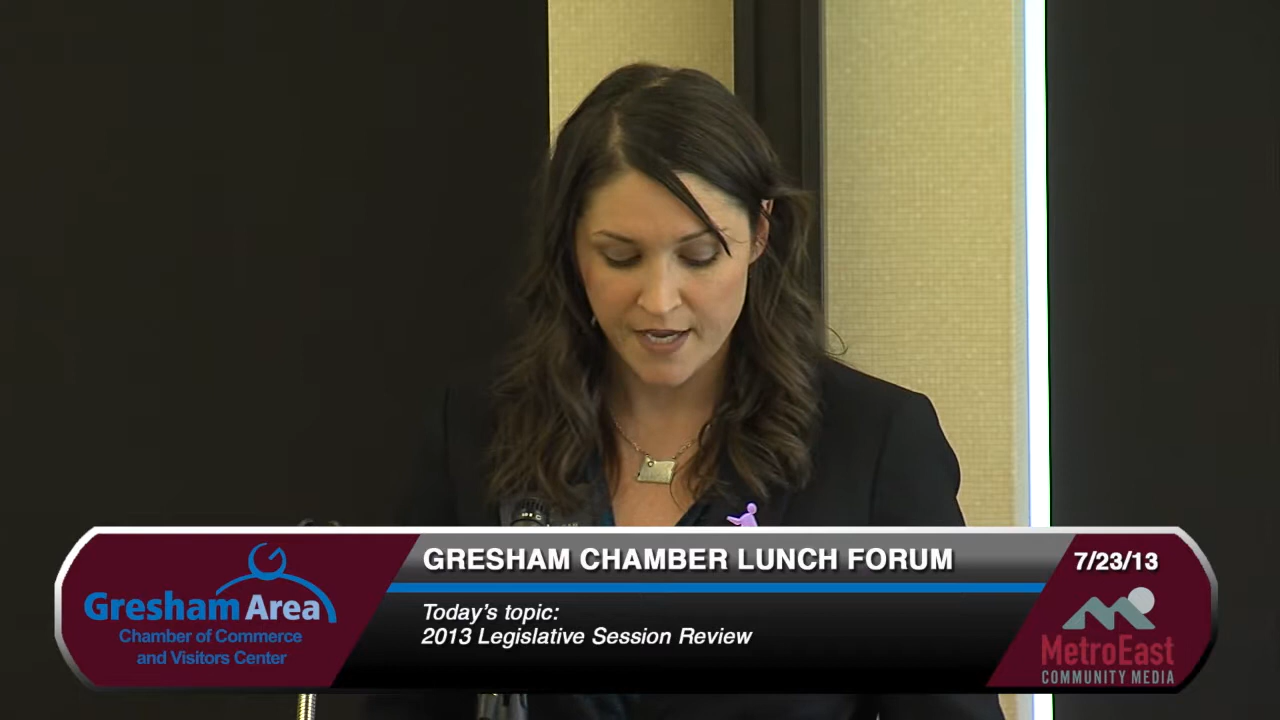 GRESHAM CHAMBER LUNCH FORUM
7/23/13
Gresham Area
Chamber of Commerce
and Visitors Center
Today's topic:
2013 Legislative Session Review
MetroEast
COMMUNITY MEDIA